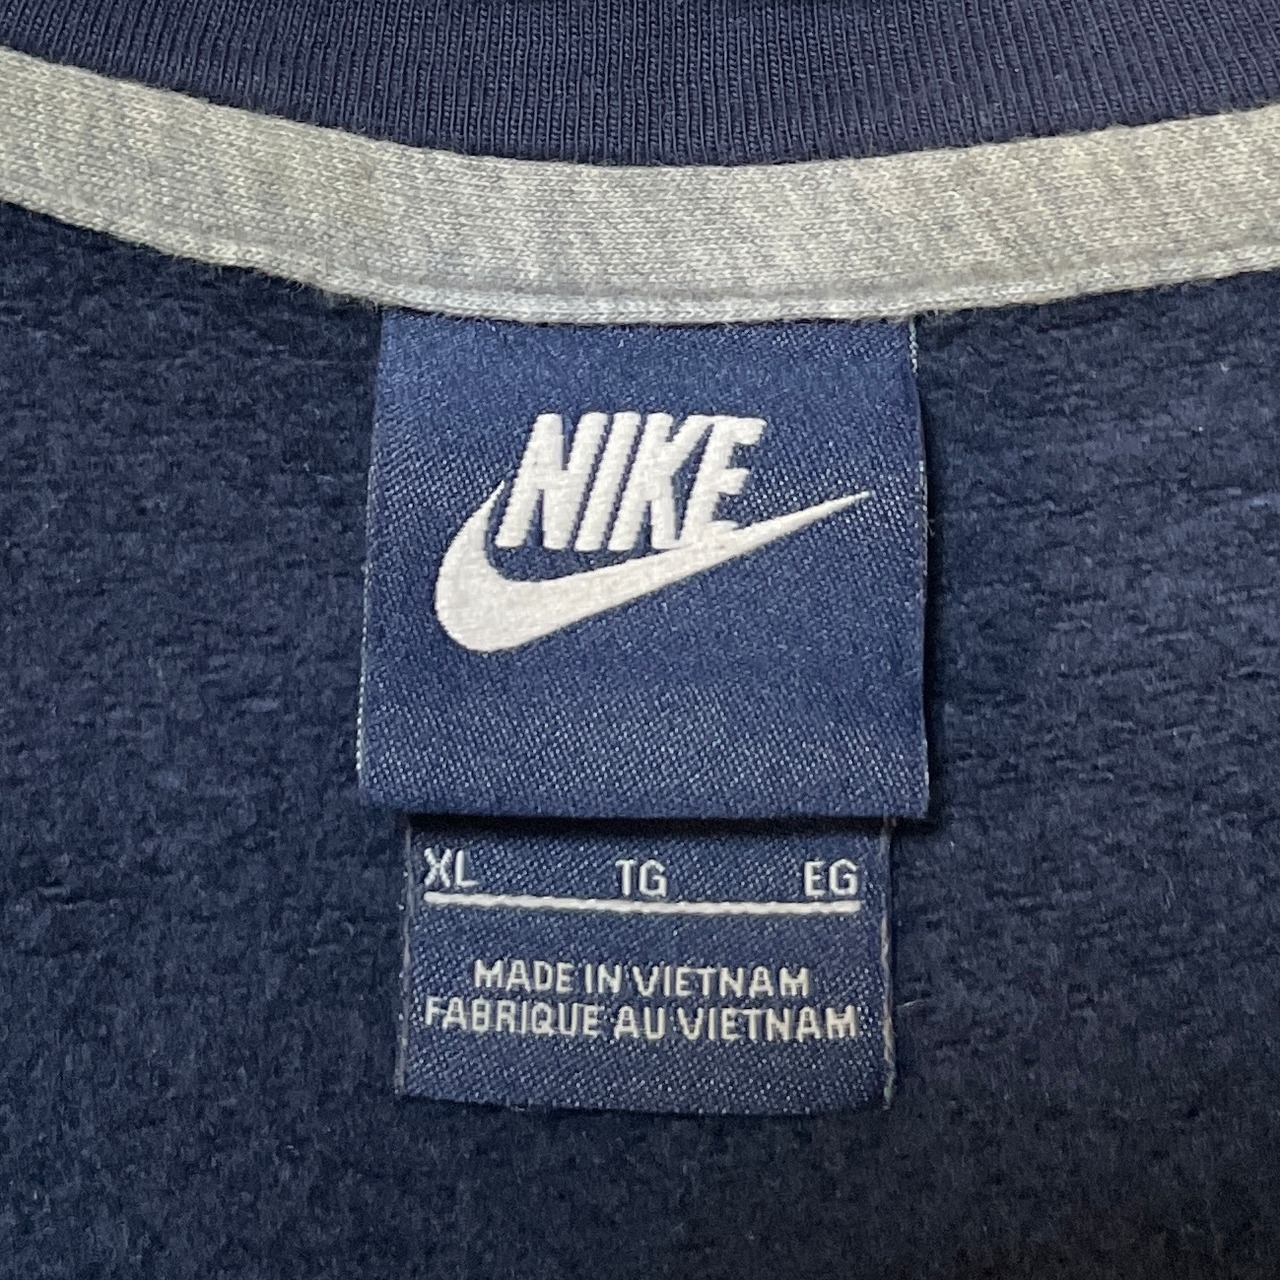 NIKE
XL TG EG
MADE IN VIETNAM
FABRIQUE AU VIETNAM